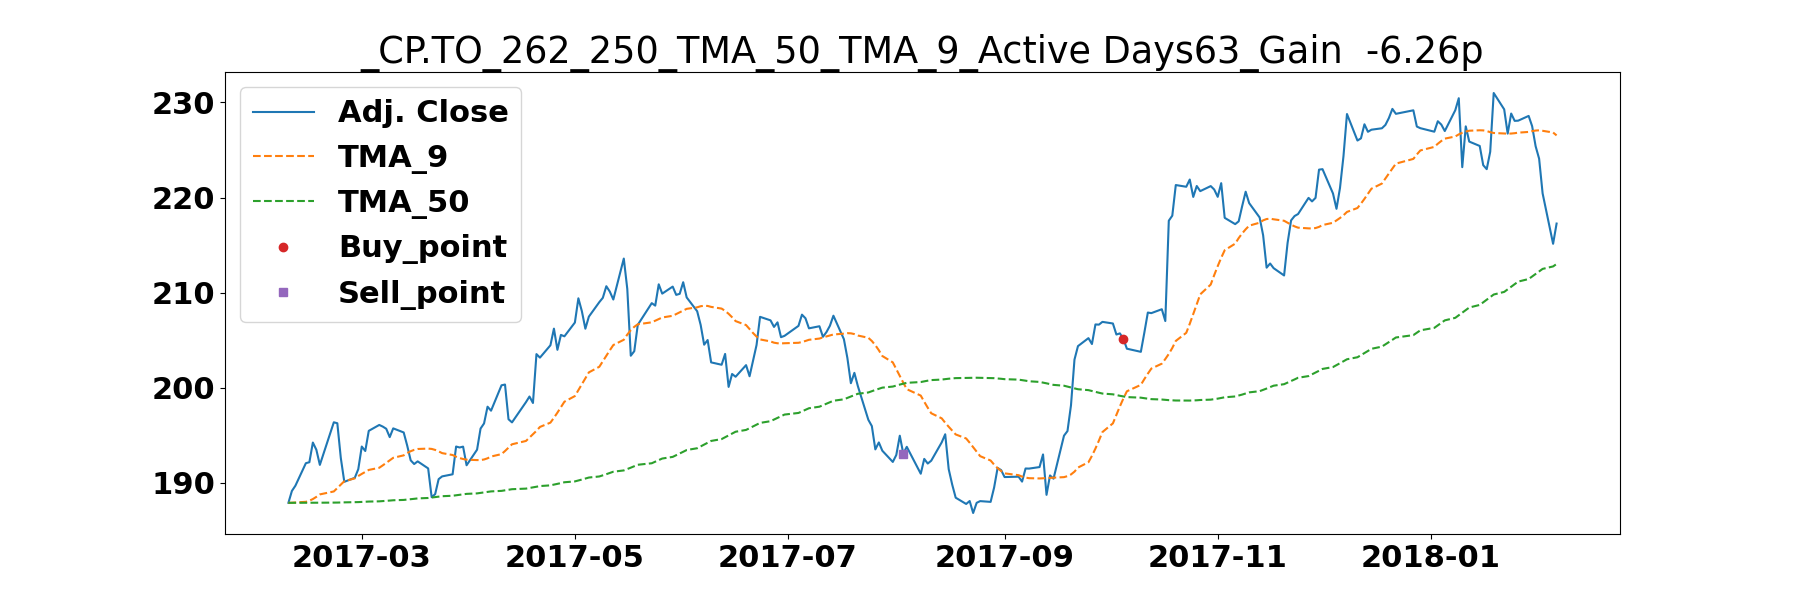 _CP.TO_262_250_TMA_50_TMA_9_Active Days63_Gain  -6.26p
230
220
210
200
190
Adj. Close
TMA_9
TMA_50
Buy_point
Sell_point
2017-03
2017-05
2017-07
2017-09
2017-11
2018-01